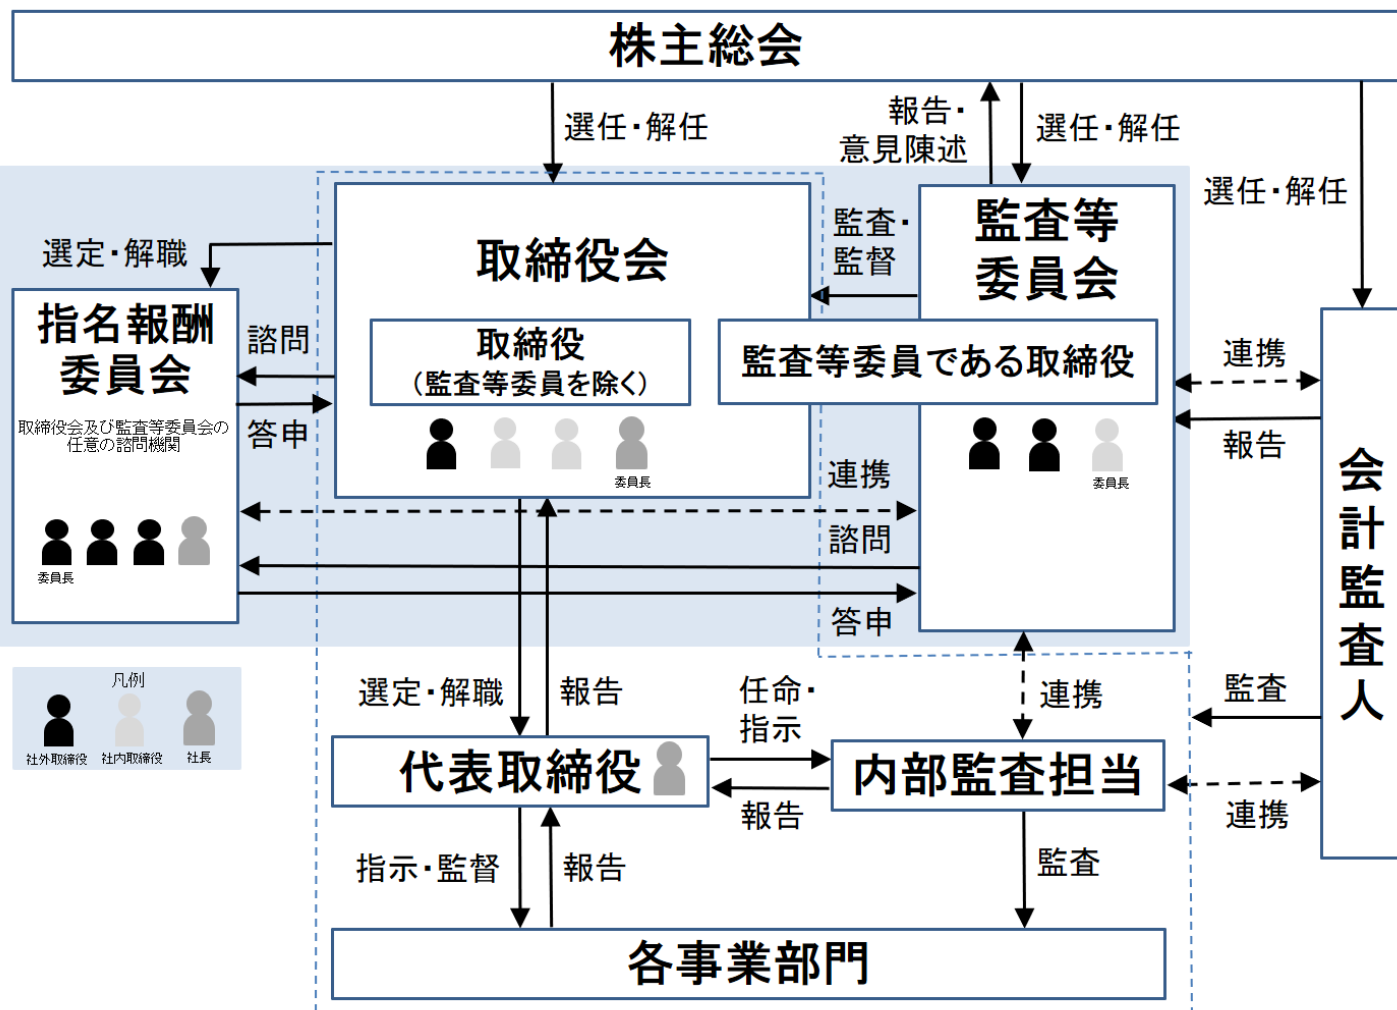 株主総会
選任・解任
報告・
意見陳述
選任・解任
選任・解任
取締役会
監査・
監督
監査等
委員会
選定・解職
指名報酬
委員会
取締役会及び監査等委員会の
任意の諮問機関
委員長
諮問
答申
取締役
（監査等委員を除く）
委員長
監査等委員である取締役
委員長
連携
報告
連携
諮問
答申
会計監査人
凡例
社外取締役
社内取締役
社長
選定・解職
報告
任命・
指示
連携
監査
代表取締役
内部監査担当
報告
連携
指示・監督
報告
監査
各事業部門